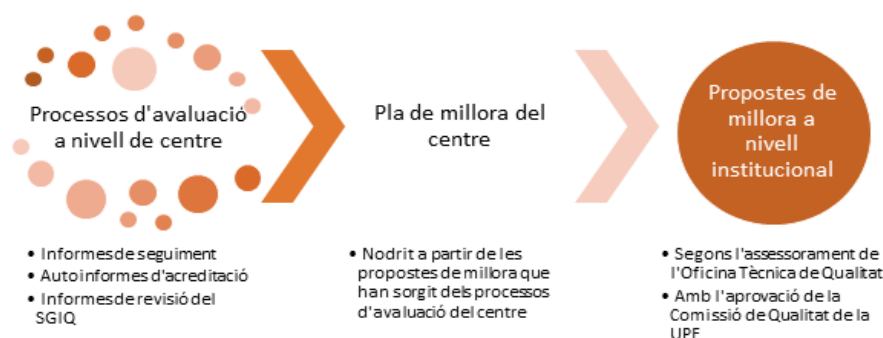 Processos d'avaluació
a nivell de centre
Pla de millora del
centre
Propostes de
millora a
nivell
institucional
• Informes de seguiment
• Autoinformes d'acreditació
• Informes de revisió del
SGIQ
• Nodrit a partir de les
propostes de millora que
han sorgit dels processos
d'avaluació del centre
• Segons l'assessorament de
l'Oficina Tècnica de Qualitat
• Amb l'aprovació de la
Comissió de Qualitat de la
UPF